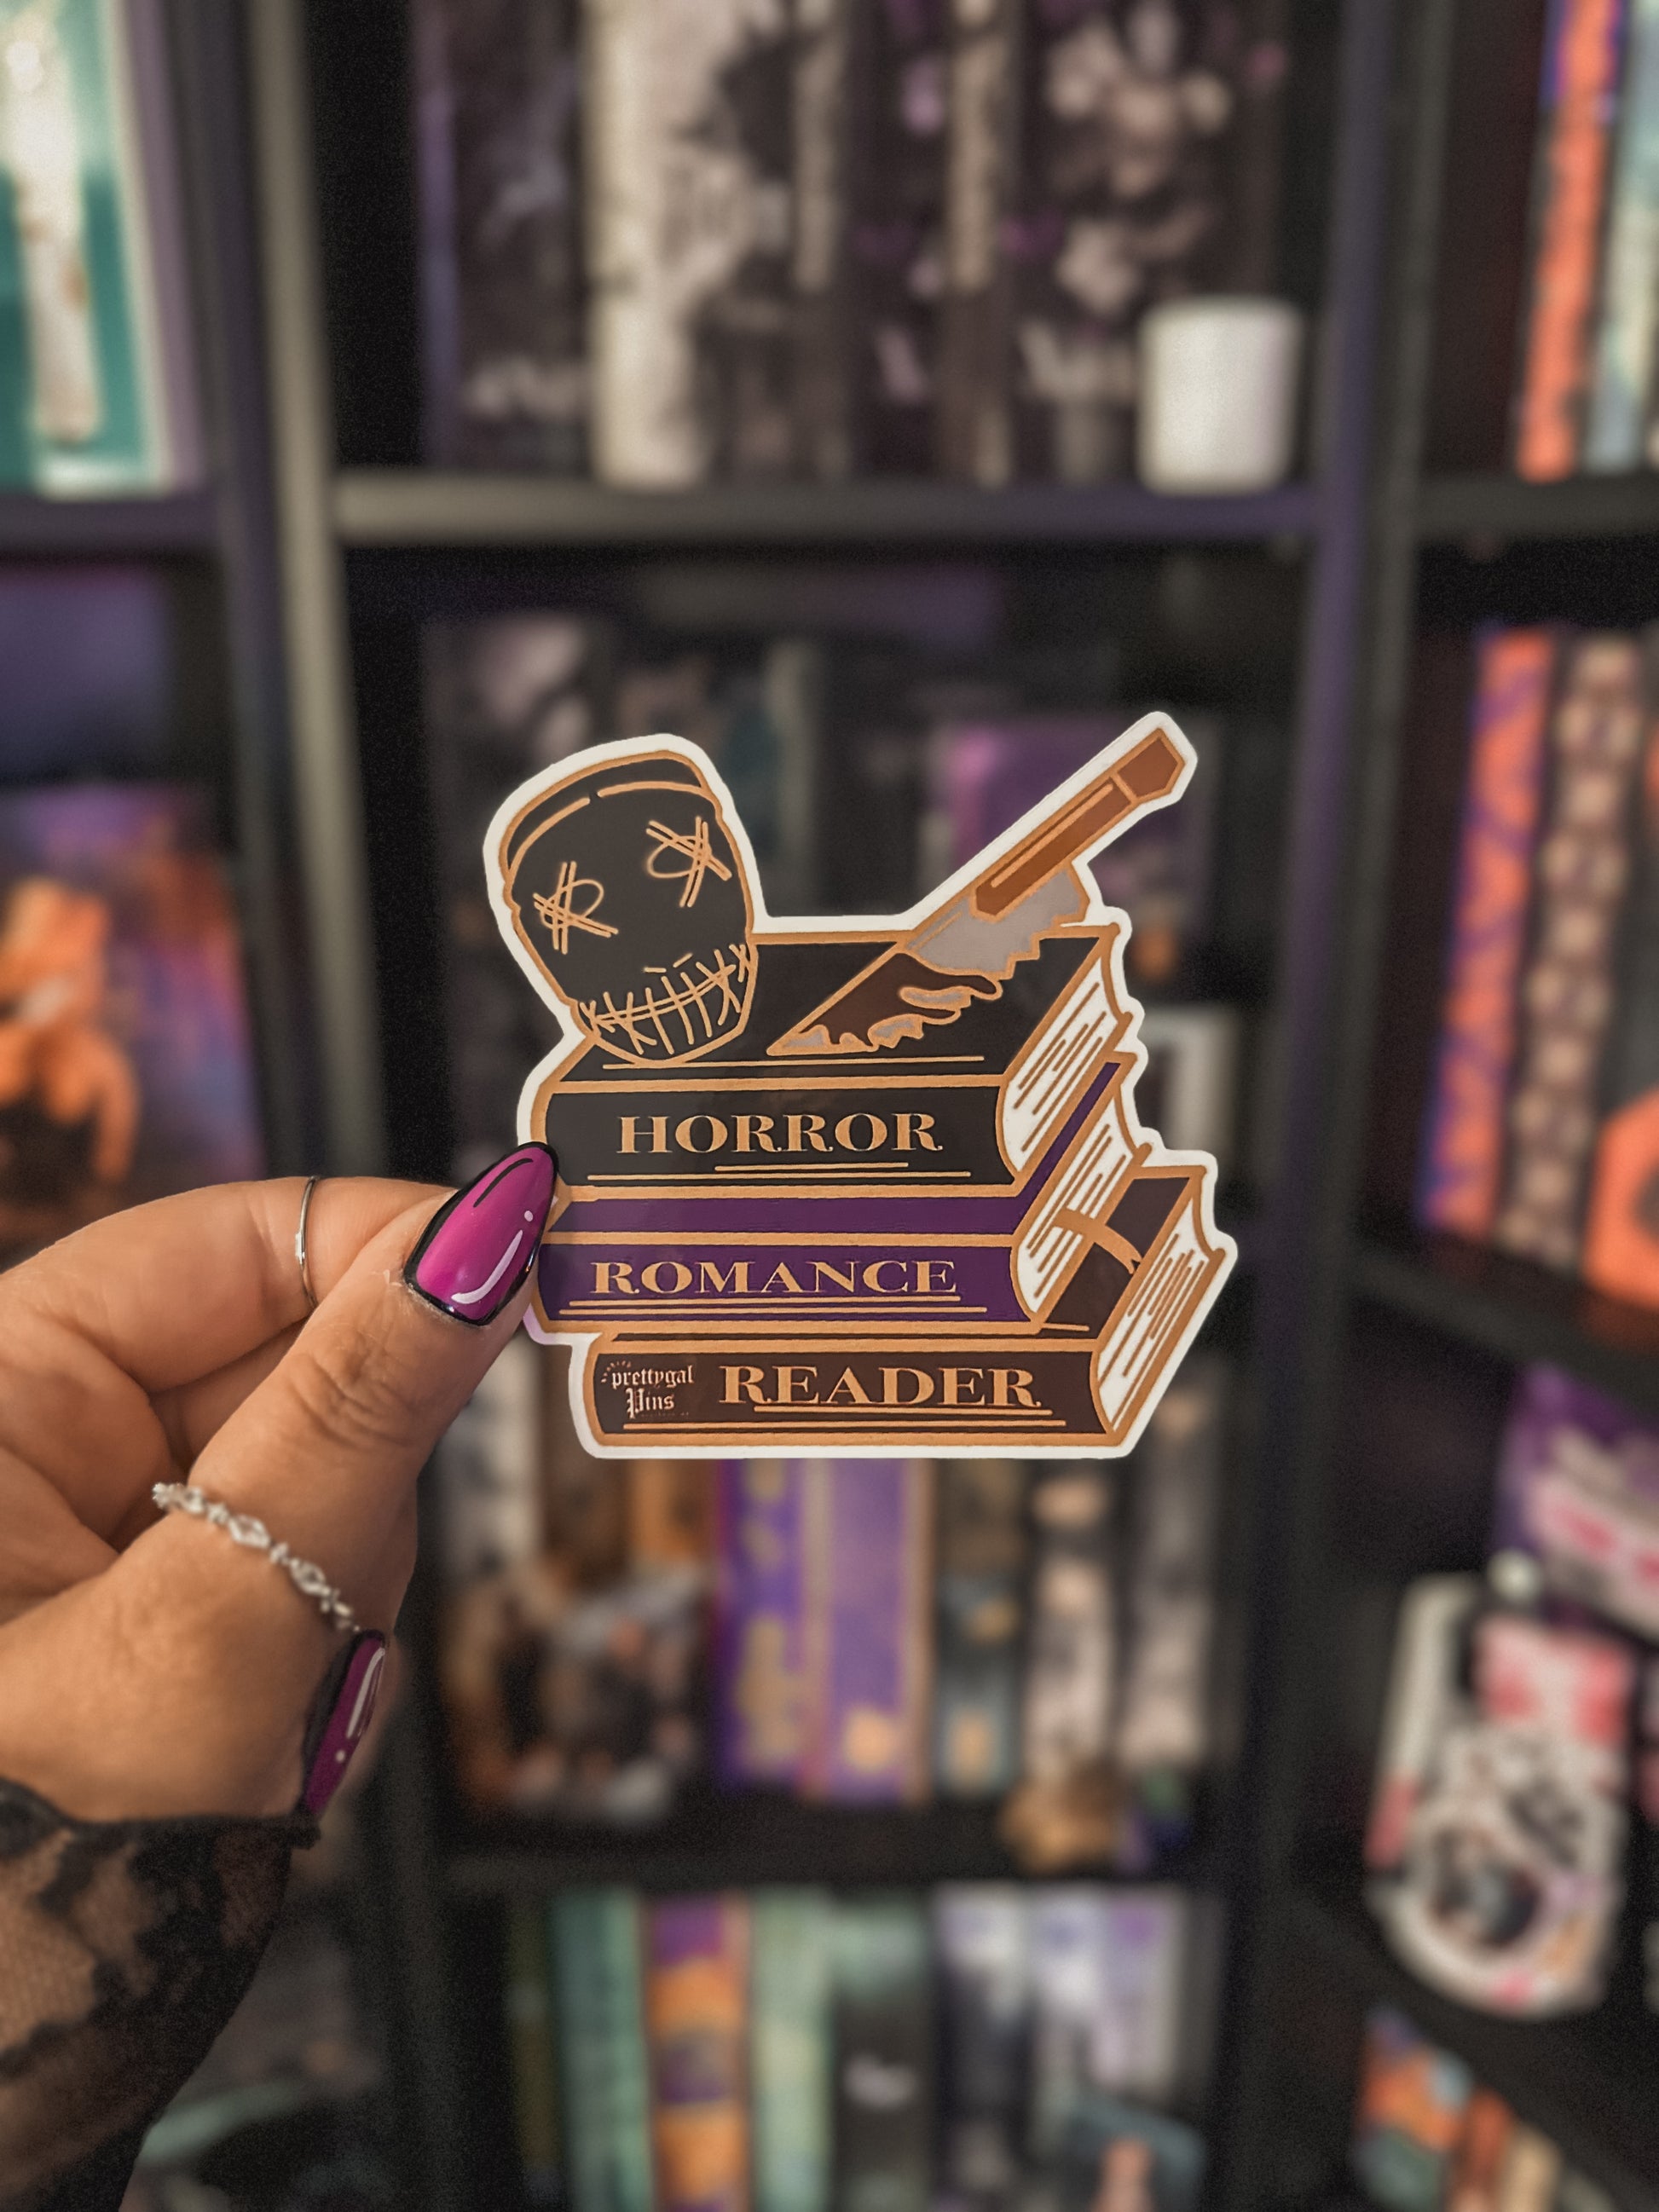 HORROR
ROMANCE
prettygal
Pins
READER